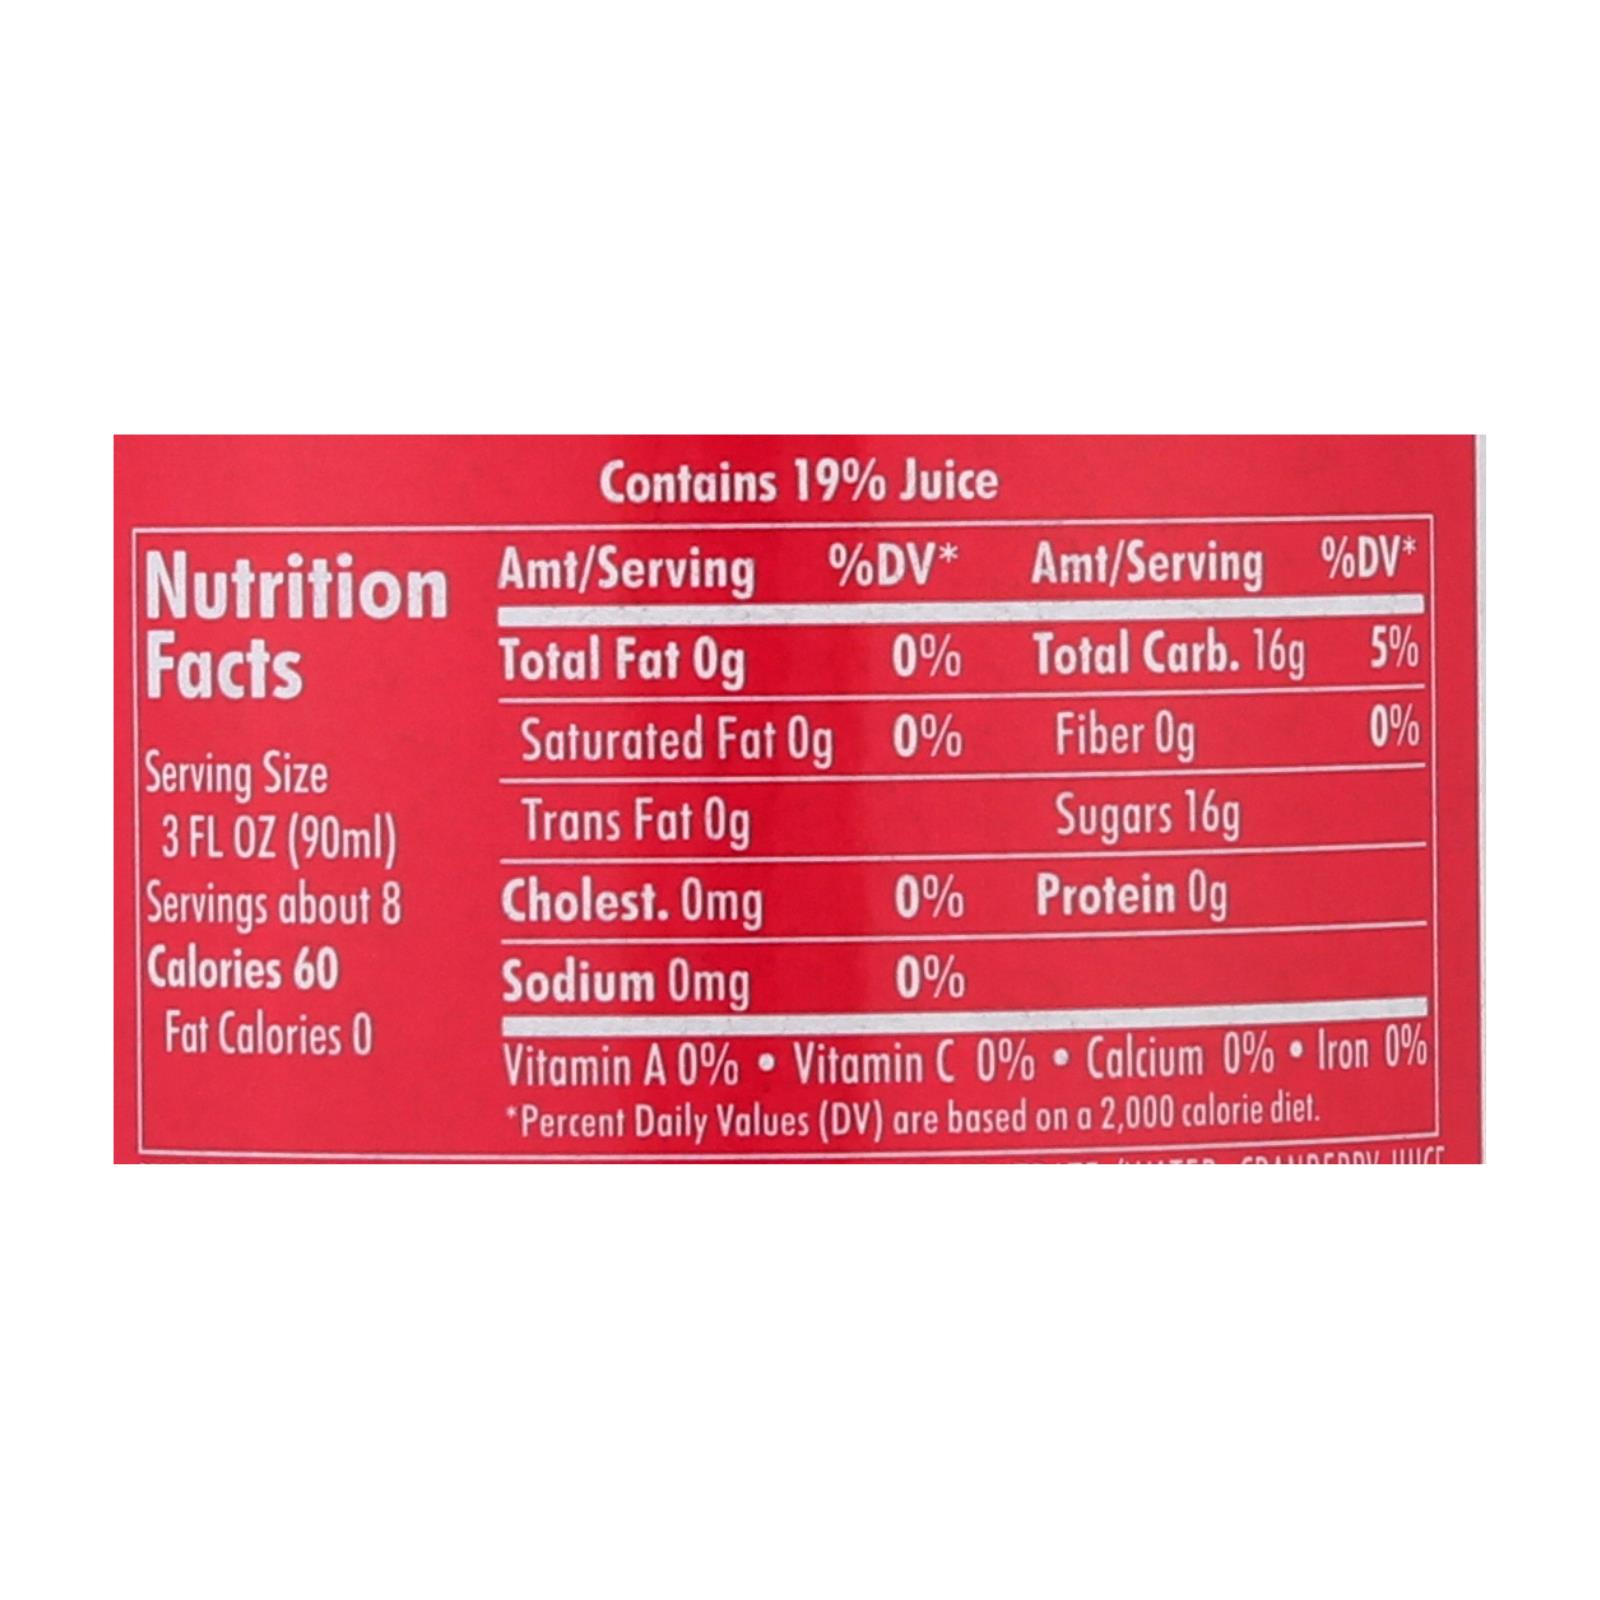 Contains 19% Juice
Nutrition
Facts
Serving Size
3 FL OZ (90ml)
Servings about 8
Calories 60
Fat Calories 0
Amt/Serving %DV* Amt/Serving %DV*
Total Fat 0g 0% Total Carb. 16g 5%
Saturated Fat 0g 0% Fiber 0g 0%
Trans Fat 0g Sugars 16g
Cholest. 0mg 0% Protein 0g
Sodium 0mg 0%
Vitamin A 0% • Vitamin C 0% • Calcium 0% • Iron 0%
*Percent Daily Values (DV) are based on a 2,000 calorie diet.
(WATER, CRANBERRY JUICE